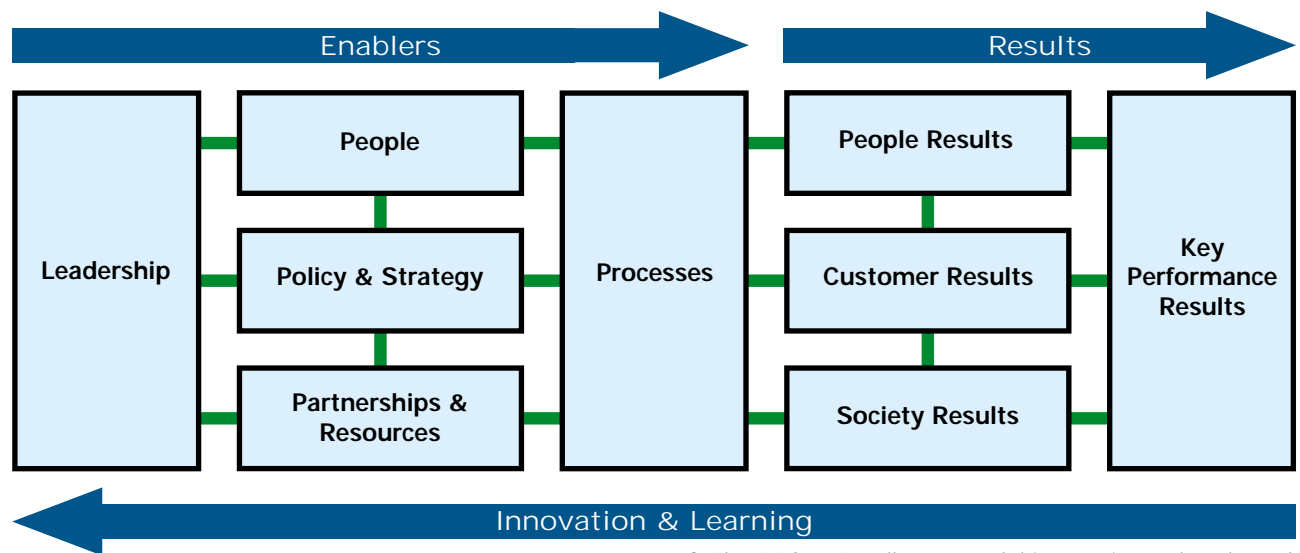 Enablers
Results
People
People Results
Leadership
Policy & Strategy
Processes
Customer Results
Key
Performance
Results
Partnerships &
Resources
Society Results
Innovation & Learning